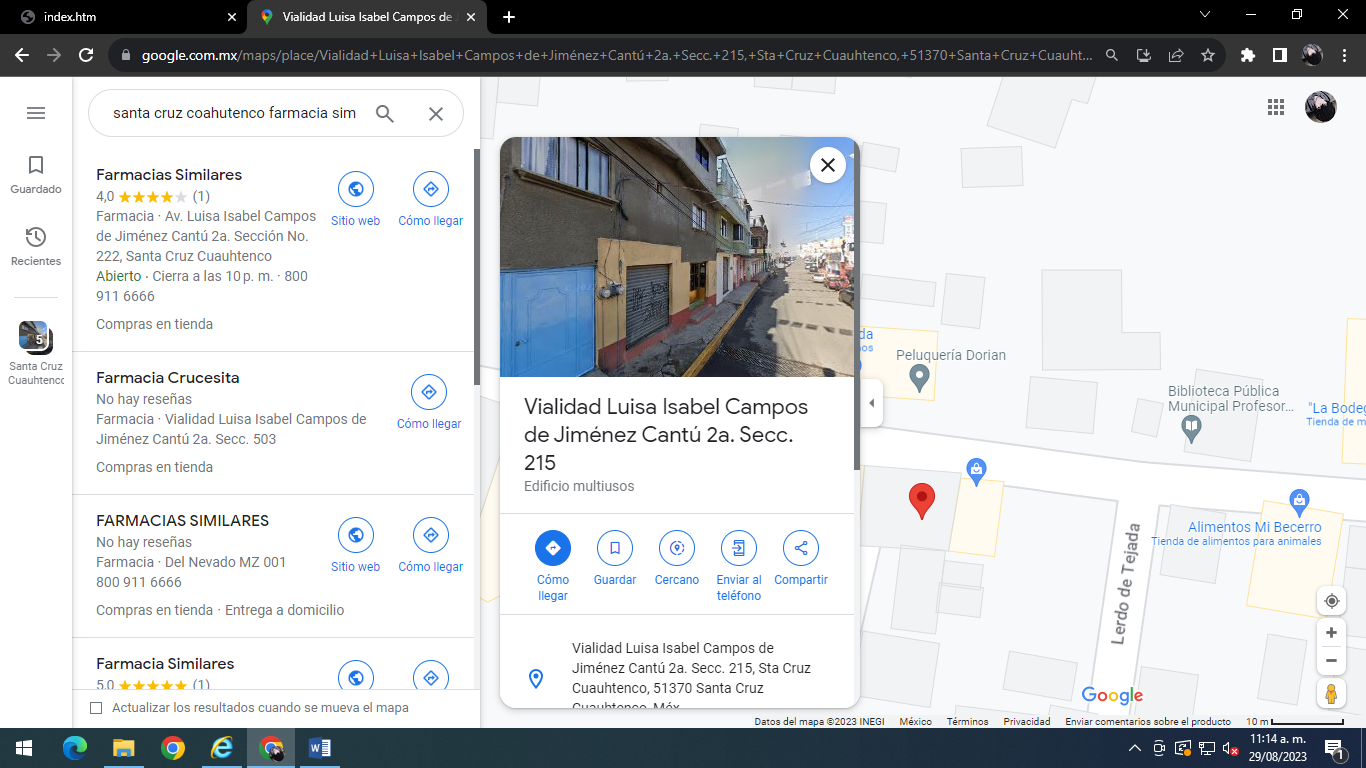 index.htm
Vialidad Luisa Isabel Campos de J
google.com.mx/maps/place/Vialidad+Luisa+Isabel+Campos+de+Jiménez+Cantú+2a.+Secc.+215,+Sta+Cruz+Cuauhtenco,+51370+Santa+Cruz+Cuauht...
santa cruz coahutenco farmacia sim
Guardado
Recientes
5
Santa Cruz
Cuauhtenco
Farmacias Similares
4,0 (1)
Farmacia · Av. Luisa Isabel Campos
de Jiménez Cantú 2a. Sección No.
222, Santa Cruz Cuauhtenco
Abierto · Cierra a las 10 p. m. · 800
911 6666
Compras en tienda
Sitio web
Cómo llegar
Farmacia Crucesita
No hay reseñas
Farmacia · Vialidad Luisa Isabel Campos de
Jiménez Cantú 2a. Secc. 503
Compras en tienda
Cómo llegar
FARMACIAS SIMILARES
No hay reseñas
Farmacia · Del Nevado MZ 001
800 911 6666
Compras en tienda · Entrega a domicilio
Sitio web
Cómo llegar
Farmacia Similares
5,0 (1)
Actualizar los resultados cuando se mueva el mapa
Vialidad Luisa Isabel Campos
de Jiménez Cantú 2a. Secc.
215
Edificio multiusos
Cómo
llegar
Guardar
Cercano
Enviar al
teléfono
Compartir
Vialidad Luisa Isabel Campos de
Jiménez Cantú 2a. Secc. 215, Sta Cruz
Cuauhtenco, 51370 Santa Cruz
Cuauhtenco, Méx.
da
os
Peluquería Dorian
Biblioteca Pública
Municipal Profesor...
"La Bodeg
Tienda de m
Alimentos Mi Becerro
Tienda de alimentos para animales
Lerdo de Tejada
Google
Datos del mapa ©2023 INEGI
México
Términos
Privacidad
Enviar comentarios sobre el producto
10 m
11:14 a. m.
29/08/2023
1